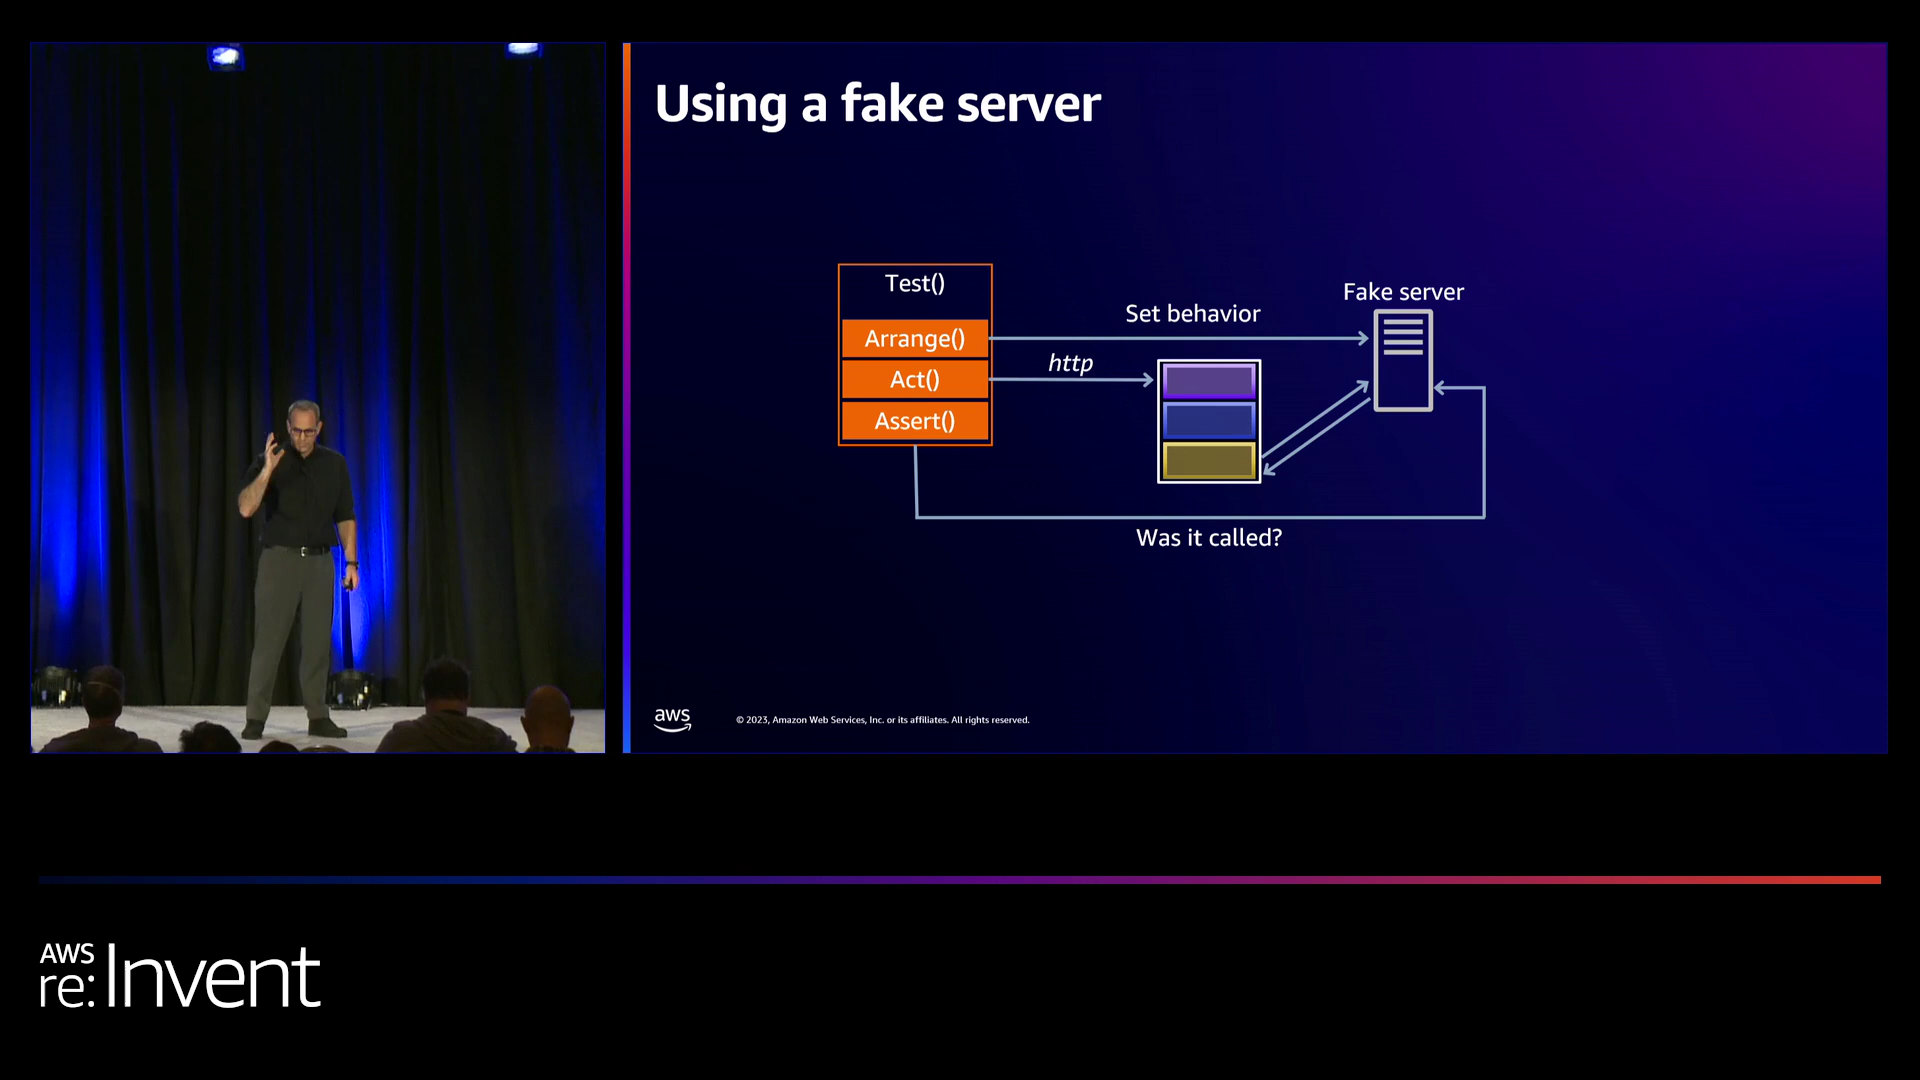 Using a fake server
Test()
Arrange()
Act()
Assert()
Set behavior
http
Fake server
Was it called?
aws
© 2023, Amazon Web Services, Inc. or its affiliates. All rights reserved.
AWS
re:Invent